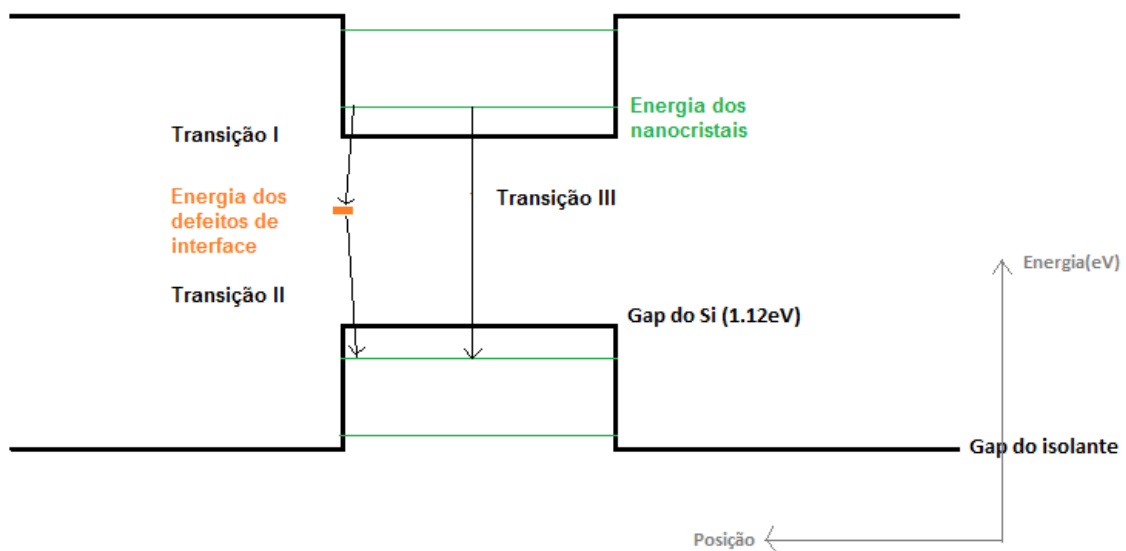 Energia dos
nanocristais
Transição I
Energia dos
defeitos de
interface
Transição III
Energia(eV)
Transição II
Gap do Si (1.12eV)
Gap do isolante
Posição